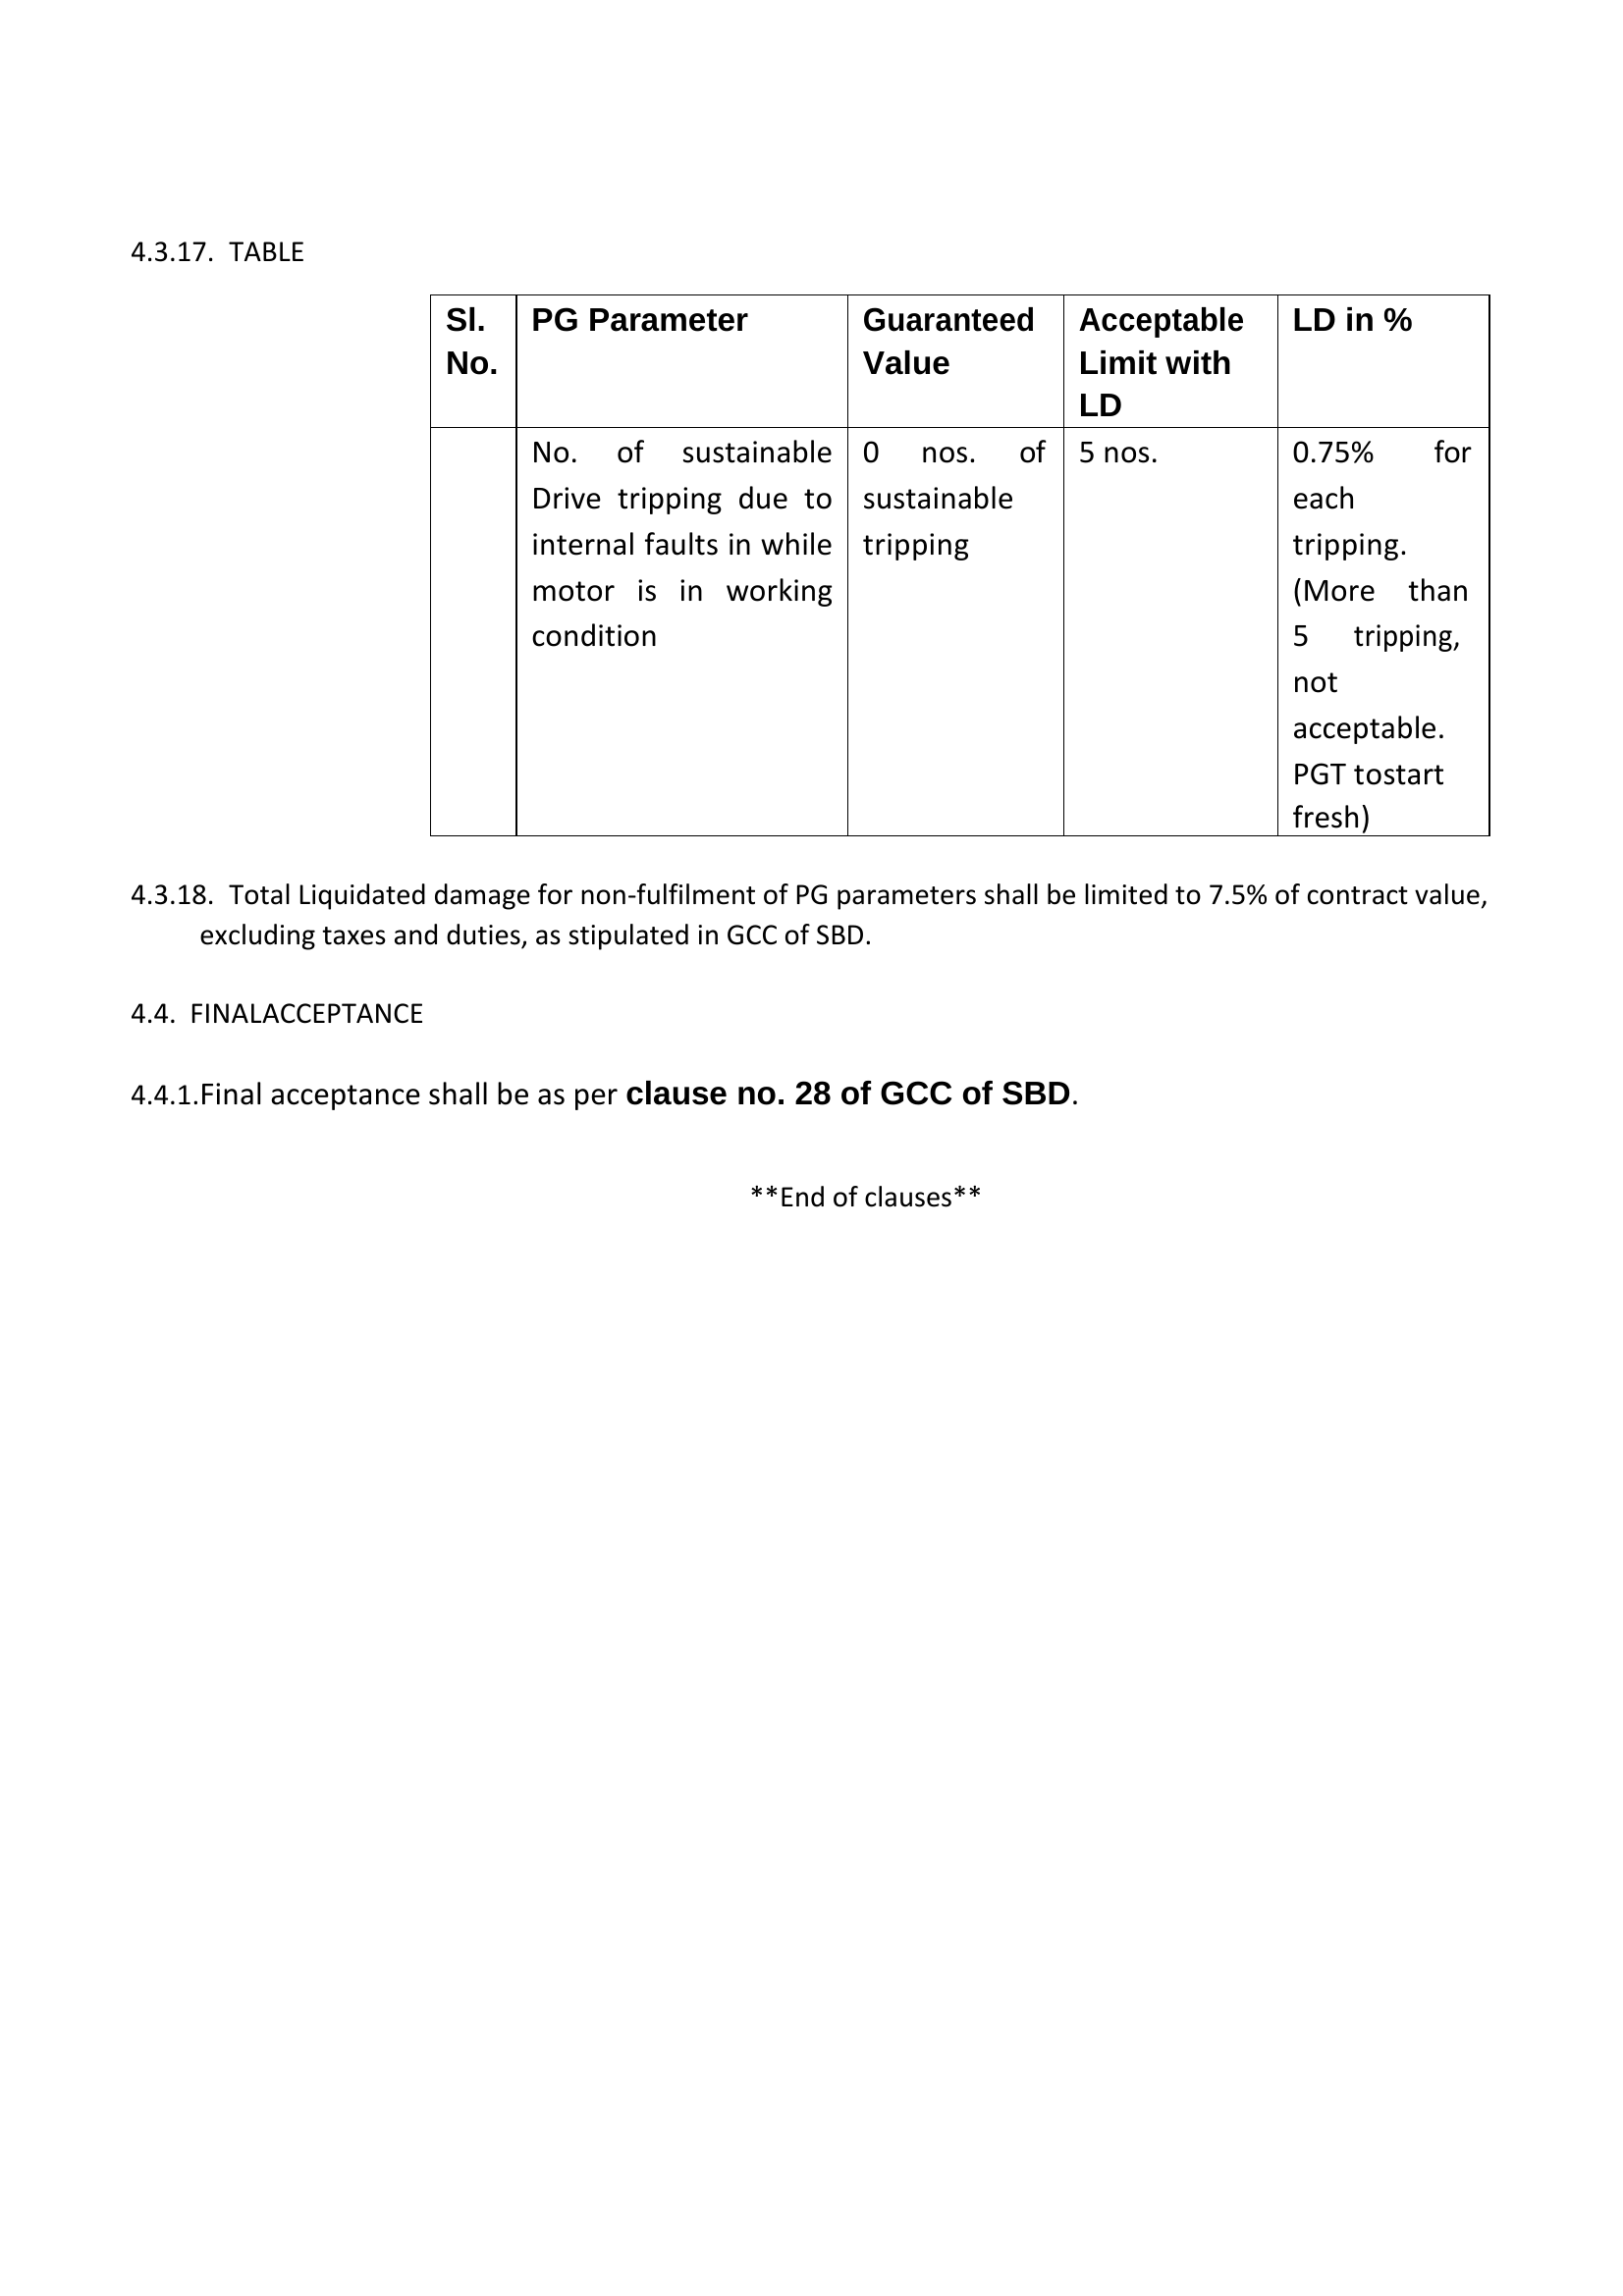 4.3.17. TABLE
Sl.
No.
PG Parameter
Guaranteed
Value
Acceptable
Limit with
LD
LD in %
No. of sustainable
Drive tripping due to
internal faults in while
motor is in working
condition
0 nos. of
sustainable
tripping
5 nos.
0.75% for
each
tripping.
(More than
5 tripping,
not
acceptable.
PGT tostart
fresh)
4.3.18. Total Liquidated damage for non-fulfilment of PG parameters shall be limited to 7.5% of contract value,
excluding taxes and duties, as stipulated in GCC of SBD.
4.4. FINALACCEPTANCE
4.4.1.Final acceptance shall be as per clause no. 28 of GCC of SBD.
**End of clauses**